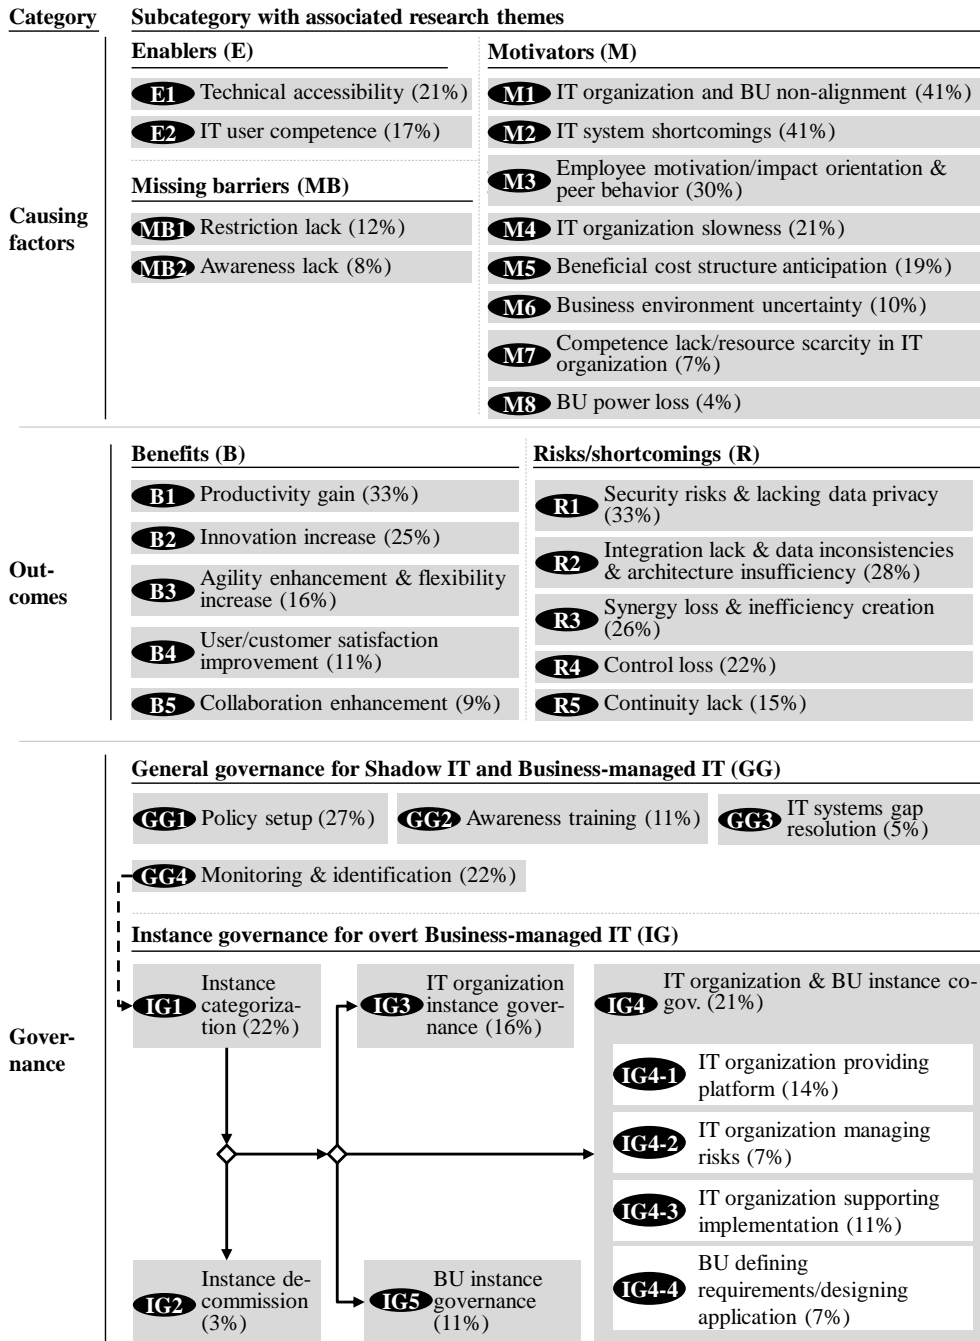 Category
Subcategory with associated research themes
Causing
factors
Enablers (E)
E1 Technical accessibility (21%)
E2 IT user competence (17%)
Missing barriers (MB)
MB1 Restriction lack (12%)
MB2 Awareness lack (8%)
Motivators (M)
M1 IT organization and BU non-alignment (41%)
M2 IT system shortcomings (41%)
M3 Employee motivation/impact orientation &
peer behavior (30%)
M4 IT organization slowness (21%)
M5 Beneficial cost structure anticipation (19%)
M6 Business environment uncertainty (10%)
M7 Competence lack/resource scarcity in IT
organization (7%)
M8 BU power loss (4%)
Out-
comes
Benefits (B)
B1 Productivity gain (33%)
B2 Innovation increase (25%)
B3 Agility enhancement & flexibility
increase (16%)
B4 User/customer satisfaction
improvement (11%)
B5 Collaboration enhancement (9%)
Risks/shortcomings (R)
R1 Security risks & lacking data privacy
(33%)
R2 Integration lack & data inconsistencies
& architecture insufficiency (28%)
R3 Synergy loss & inefficiency creation
(26%)
R4 Control loss (22%)
R5 Continuity lack (15%)
Gover-
nance
General governance for Shadow IT and Business-managed IT (GG)
GG1 Policy setup (27%)
GG2 Awareness training (11%)
GG3 IT systems gap
resolution (5%)
GG4 Monitoring & identification (22%)
Instance governance for overt Business-managed IT (IG)
IG1 Instance
categoriza-
tion (22%)
IG2 Instance de-
commission
(3%)
IG3 IT organization
instance gover-
nance (16%)
IG5 BU instance
governance
(11%)
IG4 IT organization & BU instance co-
gov. (21%)
IG4-1 IT organization providing
platform (14%)
IG4-2 IT organization managing
risks (7%)
IG4-3 IT organization supporting
implementation (11%)
IG4-4 BU defining
requirements/designing
application (7%)